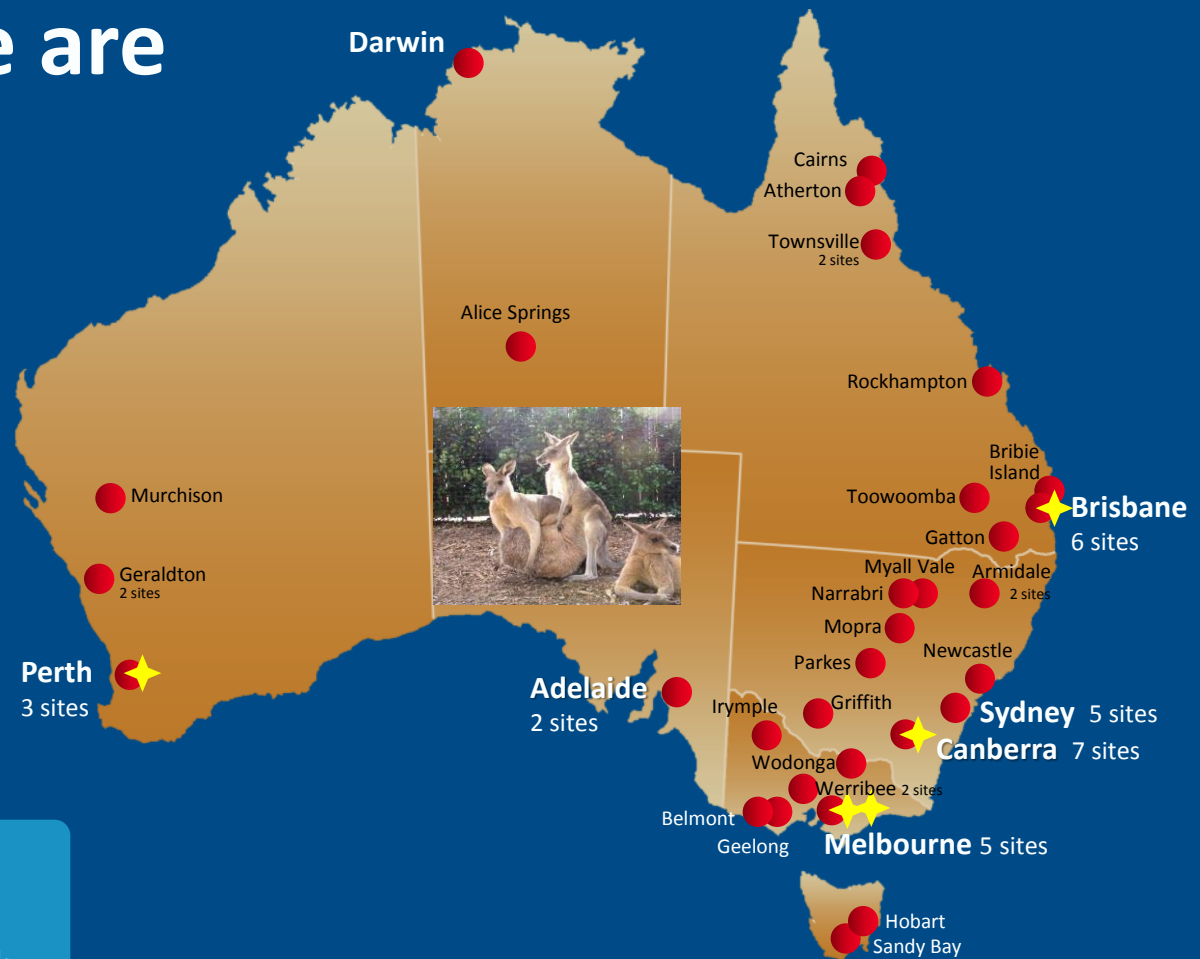 e are
Darwin
Cairns
Atherton
Townsville
2 sites
Alice Springs
Rockhampton
Bribie
Island
Murchison
Toowoomba
Brisbane
6 sites
Gatton
Myall Vale
Armidale
2 sites
Geraldton
2 sites
Narrabri
Mopra
Newcastle
Parkes
Perth
3 sites
Adelaide
2 sites
Irymple
Griffith
Sydney 5 sites
Canberra 7 sites
Wodonga
Werribee 2 sites
Belmont
Geelong
Melbourne 5 sites
Hobart
Sandy Bay